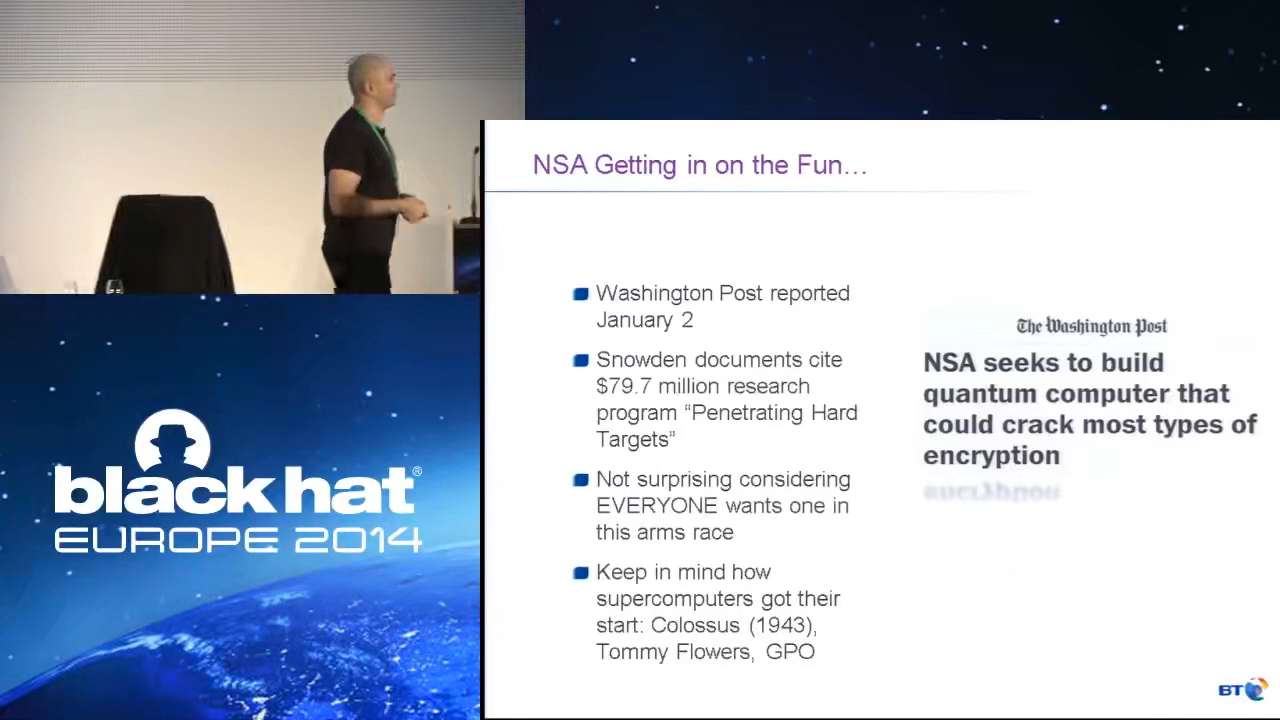 NSA Getting in on the Fun…
Washington Post reported
January 2
Snowden documents cite
$79.7 million research
program “Penetrating Hard
Targets”
Not surprising considering
EVERYONE wants one in
this arms race
Keep in mind how
supercomputers got their
start: Colossus (1943),
Tommy Flowers, GPO
The Washington Post
NSA seeks to build
quantum computer that
could crack most types of
encryption
BT
black hat®
EUROPE 2014